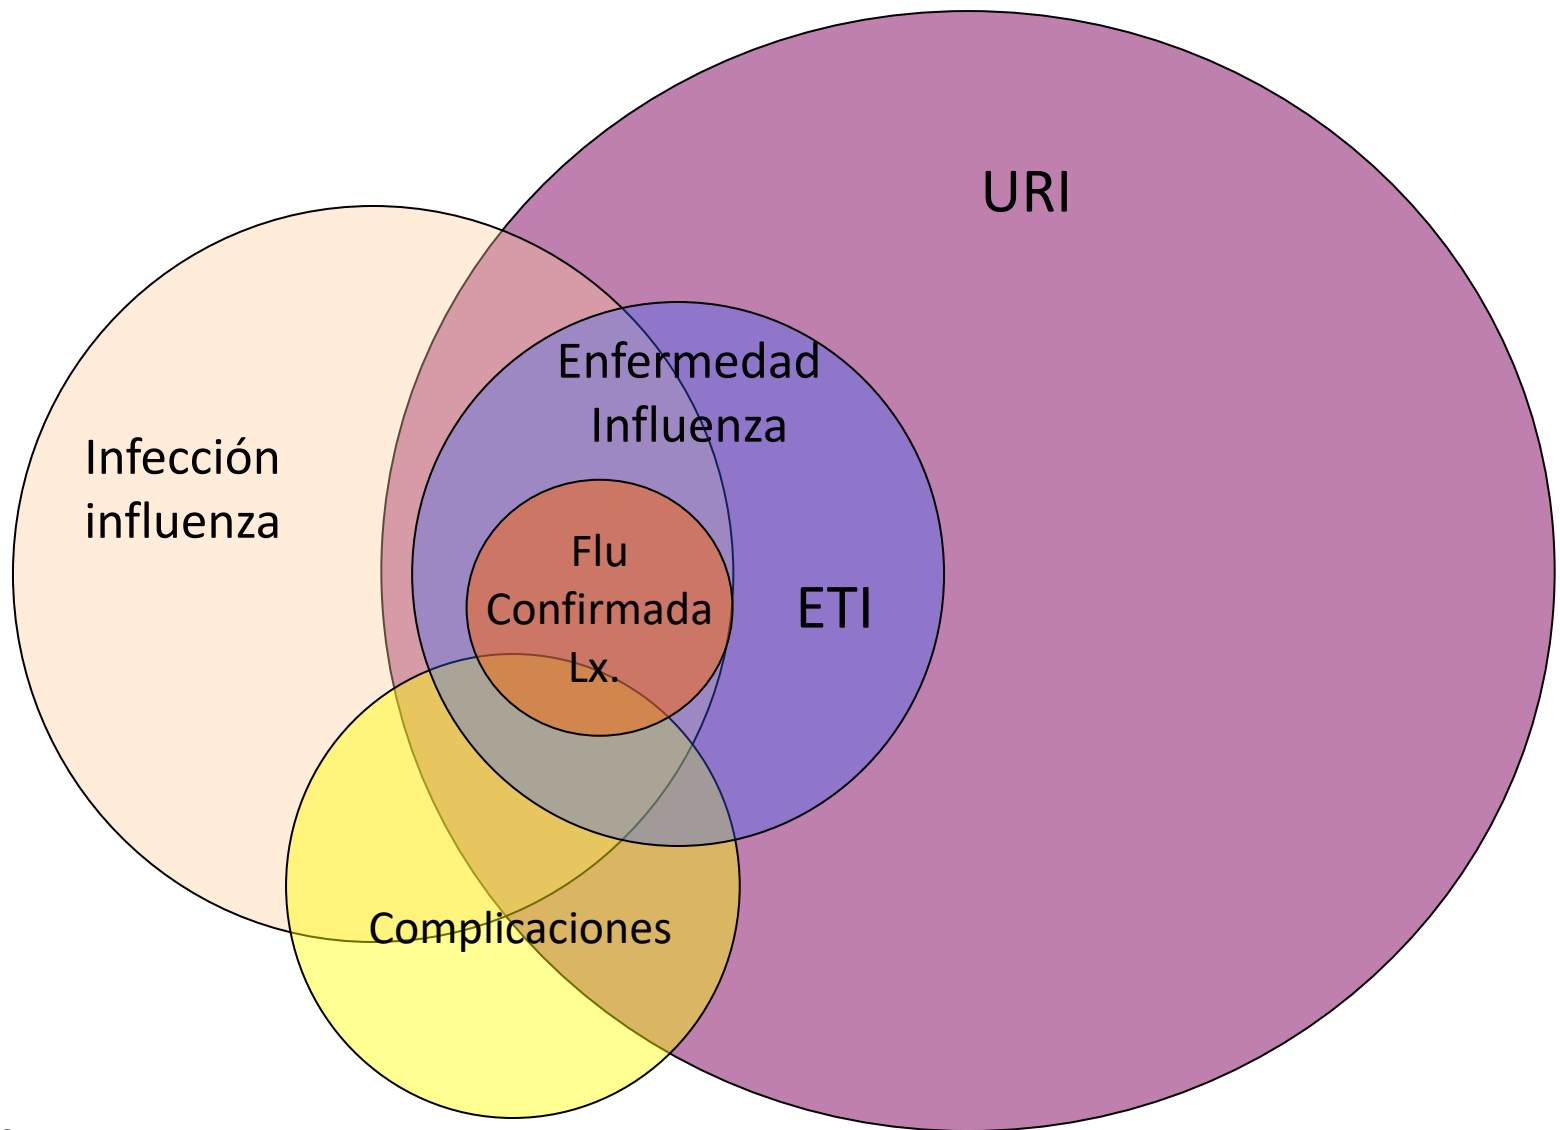 URI
Enfermedad
Influenza
Infección
influenza
Flu
Confirmada
Lx.
ETI
Complicaciones